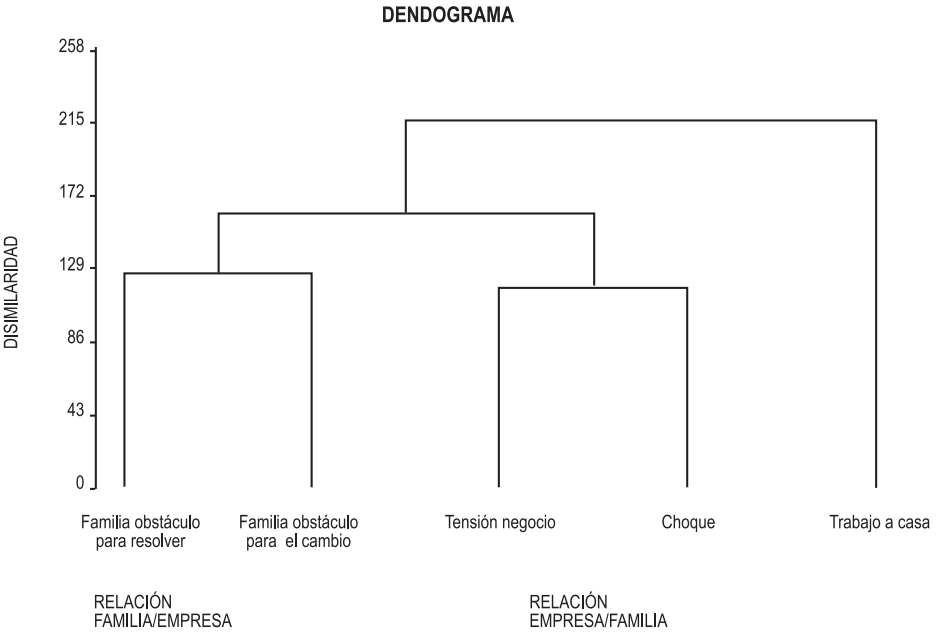 DENDOGRAMA
258
215
172
129
86
43
0
DISIMILARIDAD
Familia obstáculo
para resolver
Familia obstáculo
para el cambio
Tensión negocio
Choque
Trabajo a casa
RELACIÓN
FAMILIA/EMPRESA
RELACIÓN
EMPRESA/FAMILIA